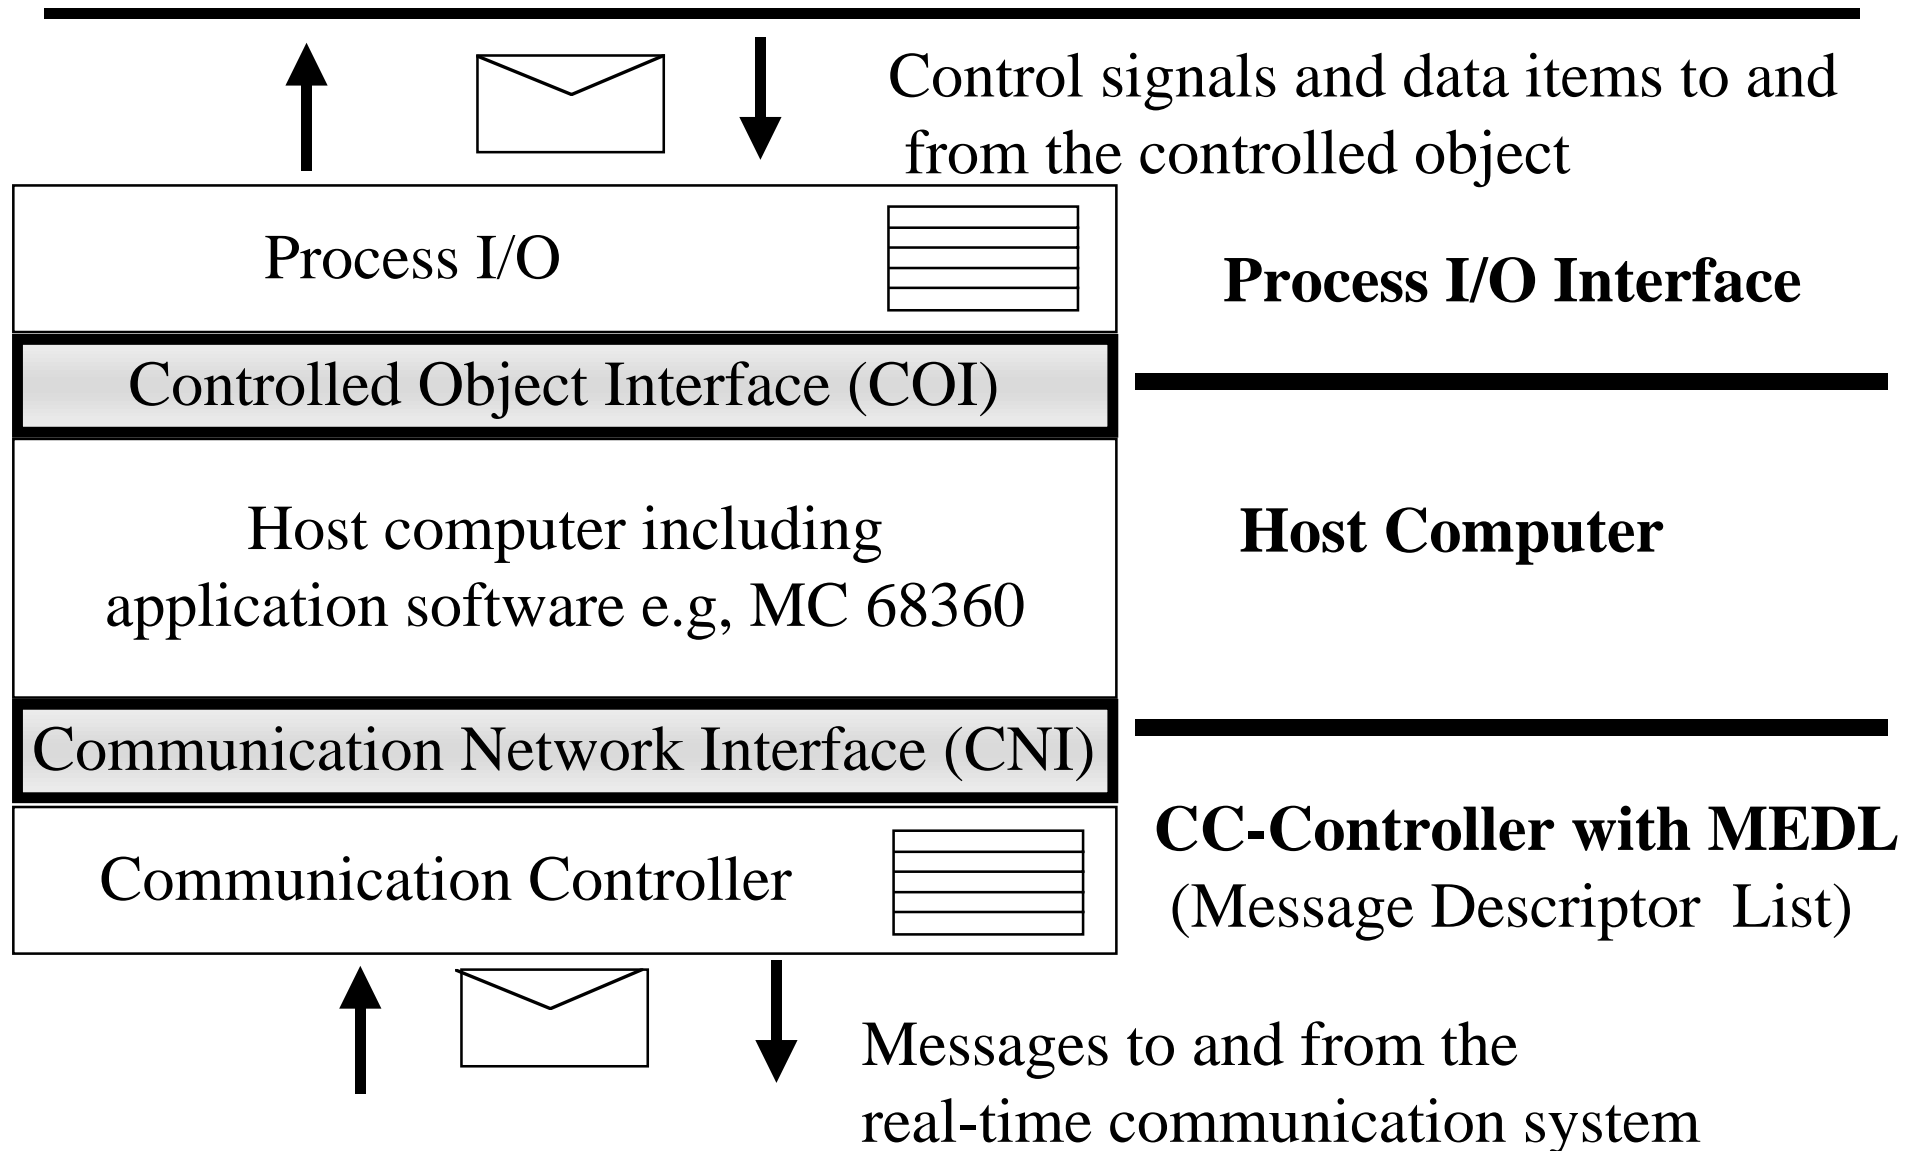 Control signals and data items to and
from the controlled object
Process I/O
Process I/O Interface
Controlled Object Interface (COI)
Host computer including
application software e.g, MC 68360
Host Computer
Communication Network Interface (CNI)
CC-Controller with MEDL
(Message Descriptor List)
Communication Controller
Messages to and from the
real-time communication system